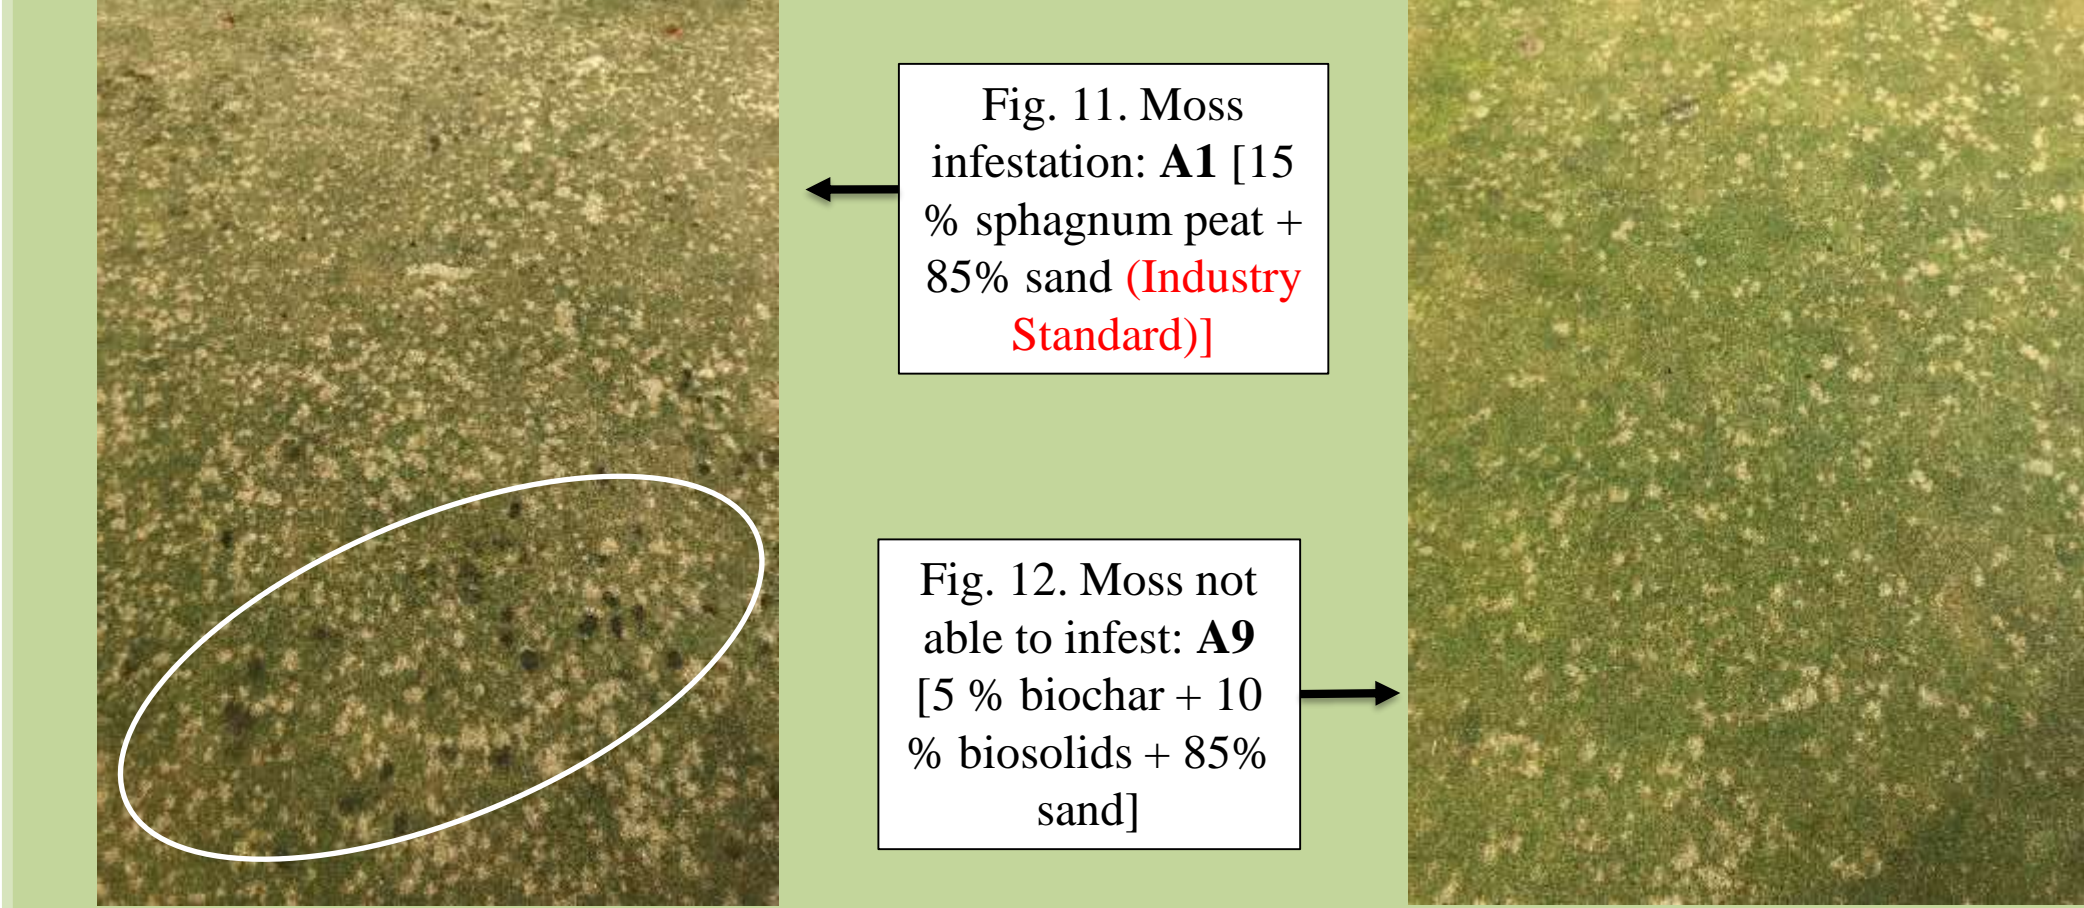 Fig. 11. Moss
infestation: A1 [15
% sphagnum peat +
85% sand (Industry
Standard)]
Fig. 12. Moss not
able to infest: A9
[5 % biochar + 10
% biosolids + 85%
sand]